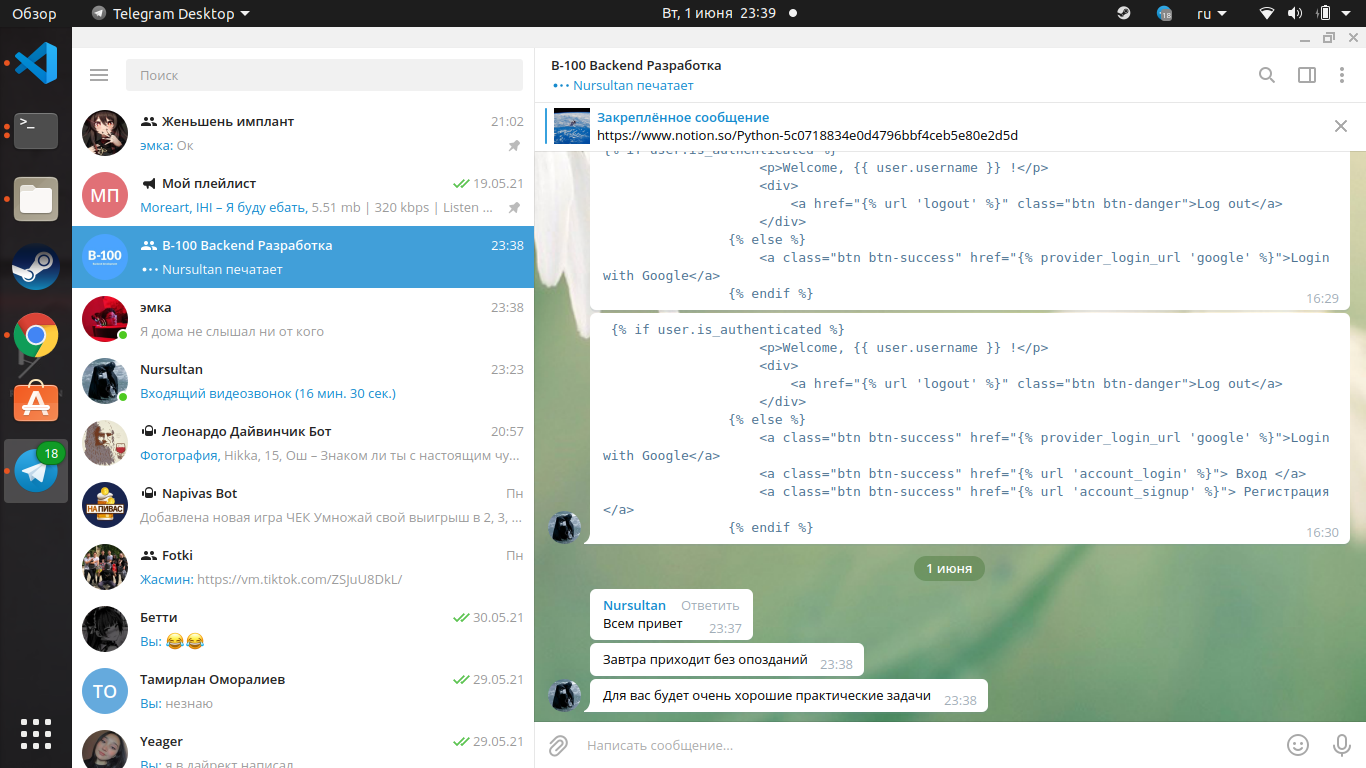 Обзор
Telegram Desktop
Вт, 1 июня 23:39
18
ru
Поиск
Женьшень имплант 21:02
эмка: Ок
МП
Мой плейлист 19.05.21
Moreart, IHI – Я буду ебать, 5.51 mb | 320 kbps | Listen ...
B-100
B-100 Backend Разработка 23:38
Nursultan печатает
эмка 23:38
Я дома не слышал ни от кого
Nursultan 23:23
Входящий видеозвонок (16 мин. 30 сек.)
Леонардо Дайвинчик Бот 20:57
Фотография, Hikka, 15, Ош – Знаком ли ты с настоящим чу...
18
НАПИВАС
Napivas Bot Пн
Добавлена новая игра ЧЕК Умножай свой выигрыш в 2, 3, ...
Fotki Пн
Жасмин: https://vm.tiktok.com/ZSJuU8DkL/
Бетти 30.05.21
Вы: 😂😂
ТО
Тамирлан Оморалиев 29.05.21
Вы: незнаю
Yeager 29.05.21
Вы: я в дайрект написал
B-100 Backend Разработка
Nursultan печатает
Закреплённое сообщение
https://www.notion.so/Python-5c0718834e0d4796bbf4ceb5e80e2d5d
{% if user.is_authenticated %}
<p>Welcome, {{ user.username }} !</p>
<div>
<a href="{% url 'logout' %}" class="btn btn-danger">Log out</a>
</div>
{% else %}
<a class="btn btn-success" href="{% provider_login_url 'google' %}">Login
with Google</a>
{% endif %}
16:29
{% if user.is_authenticated %}
<p>Welcome, {{ user.username }} !</p>
<div>
<a href="{% url 'logout' %}" class="btn btn-danger">Log out</a>
</div>
{% else %}
<a class="btn btn-success" href="{% provider_login_url 'google' %}">Login
with Google</a>
<a class="btn btn-success" href="{% url 'account_login' %}"> Вход </a>
<a class="btn btn-success" href="{% url 'account_signup' %}"> Регистрация
</a>
{% endif %}
16:30
1 июня
Nursultan Ответить
Всем привет 23:37
Завтра приходит без опозданий 23:38
Для вас будет очень хорошие практические задачи 23:38
Написать сообщение...